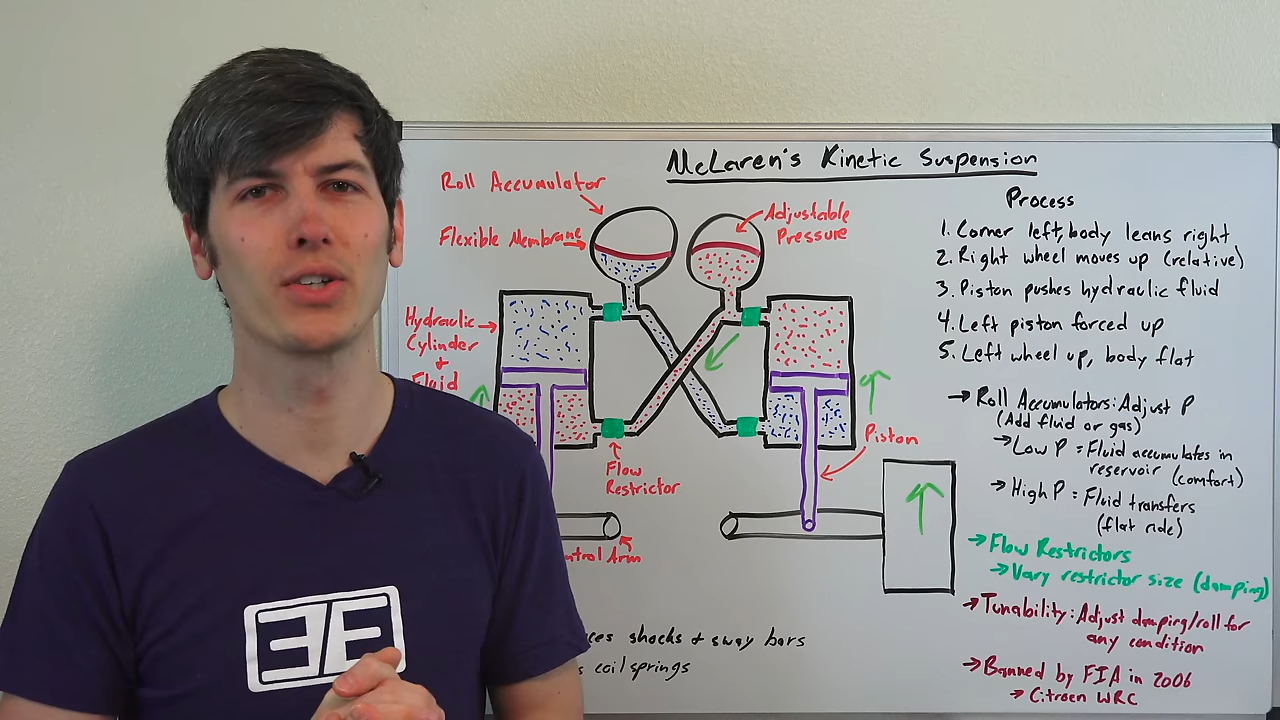 McLaren's Kinetic Suspension
Roll Accumulator
Flexible Membrane
Adjustable
Pressure
Hydraulic
Cylinder
+
Fluid
Flow
Restrictor
Piston
Arm
shocks + sway bars
coil springs
Process
1. Corner left, body leans right
2. Right wheel moves up (relative)
3. Piston pushes hydraulic fluid
4. Left piston forced up
5. Left wheel up, body flat
→ Roll Accumulators: Adjust P
(Add fluid or gas)
→ Low P = Fluid accumulates in
reservoir (comfort)
→ High P = Fluid transfers
(flat ride)
→ Flow Restrictors
→ Vary restrictor size (damping)
→ Tunability: Adjust damping/roll for
any condition
→ Banned by FIA in 2006
→ Citroen WRC
EE